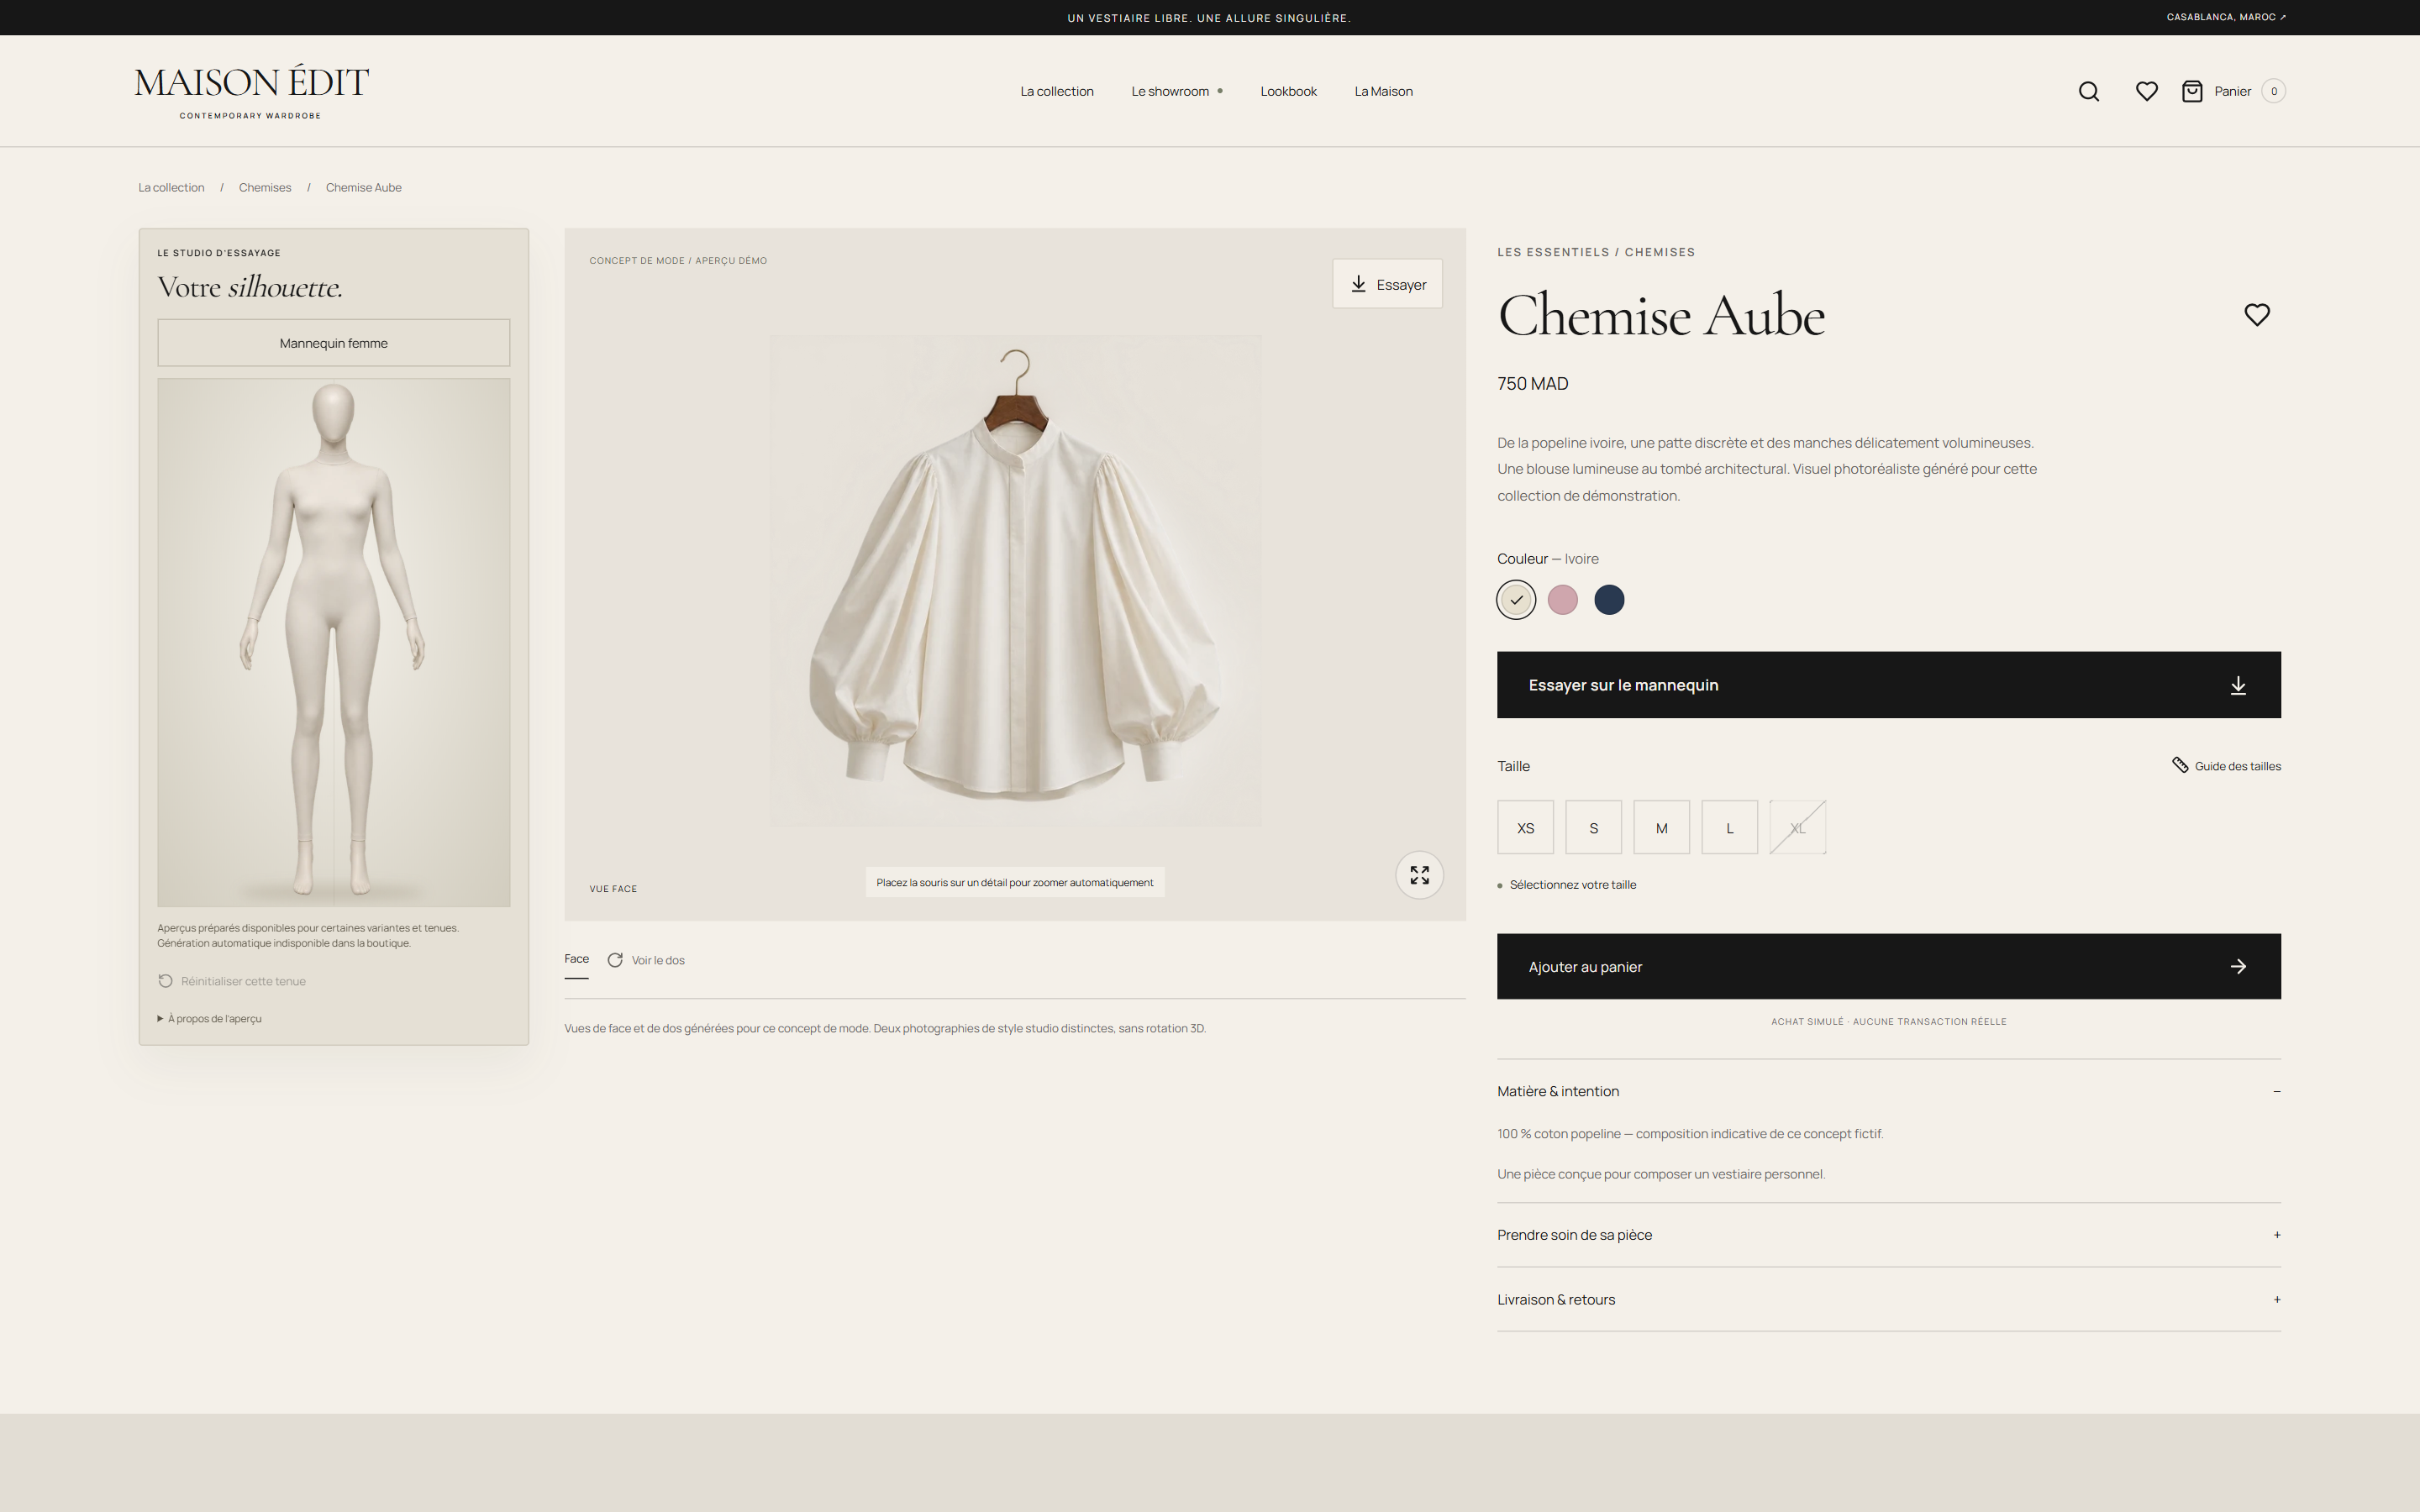 UN VESTIAIRE LIBRE. UNE ALLURE SINGULIÈRE.
CASABLANCA, MAROC ↗
MAISON ÉDIT
CONTEMPORARY WARDROBE
La collection
Le showroom
Lookbook
La Maison
Panier 0
La collection / Chemises / Chemise Aube
LE STUDIO D'ESSAYAGE
Votre silhouette.
Mannequin femme
Aperçus préparés disponibles pour certaines variantes et tenues.
Génération automatique indisponible dans la boutique.
Réinitialiser cette tenue
À propos de l'aperçu
CONCEPT DE MODE / APERÇU DÉMO
Essayer
VUE FACE
Placez la souris sur un détail pour zoomer automatiquement
Face
Voir le dos
Vues de face et de dos générées pour ce concept de mode. Deux photographies de style studio distinctes, sans rotation 3D.
LES ESSENTIELS / CHEMISES
Chemise Aube
750 MAD
De la popeline ivoire, une patte discrète et des manches délicatement volumineuses.
Une blouse lumineuse au tombé architectural. Visuel photoréaliste généré pour cette
collection de démonstration.
Couleur — Ivoire
Essayer sur le mannequin
Taille
Guide des tailles
XS S M L XL
Sélectionnez votre taille
Ajouter au panier
ACHAT SIMULÉ · AUCUNE TRANSACTION RÉELLE
Matière & intention −
100 % coton popeline — composition indicative de ce concept fictif.
Une pièce conçue pour composer un vestiaire personnel.
Prendre soin de sa pièce +
Livraison & retours +